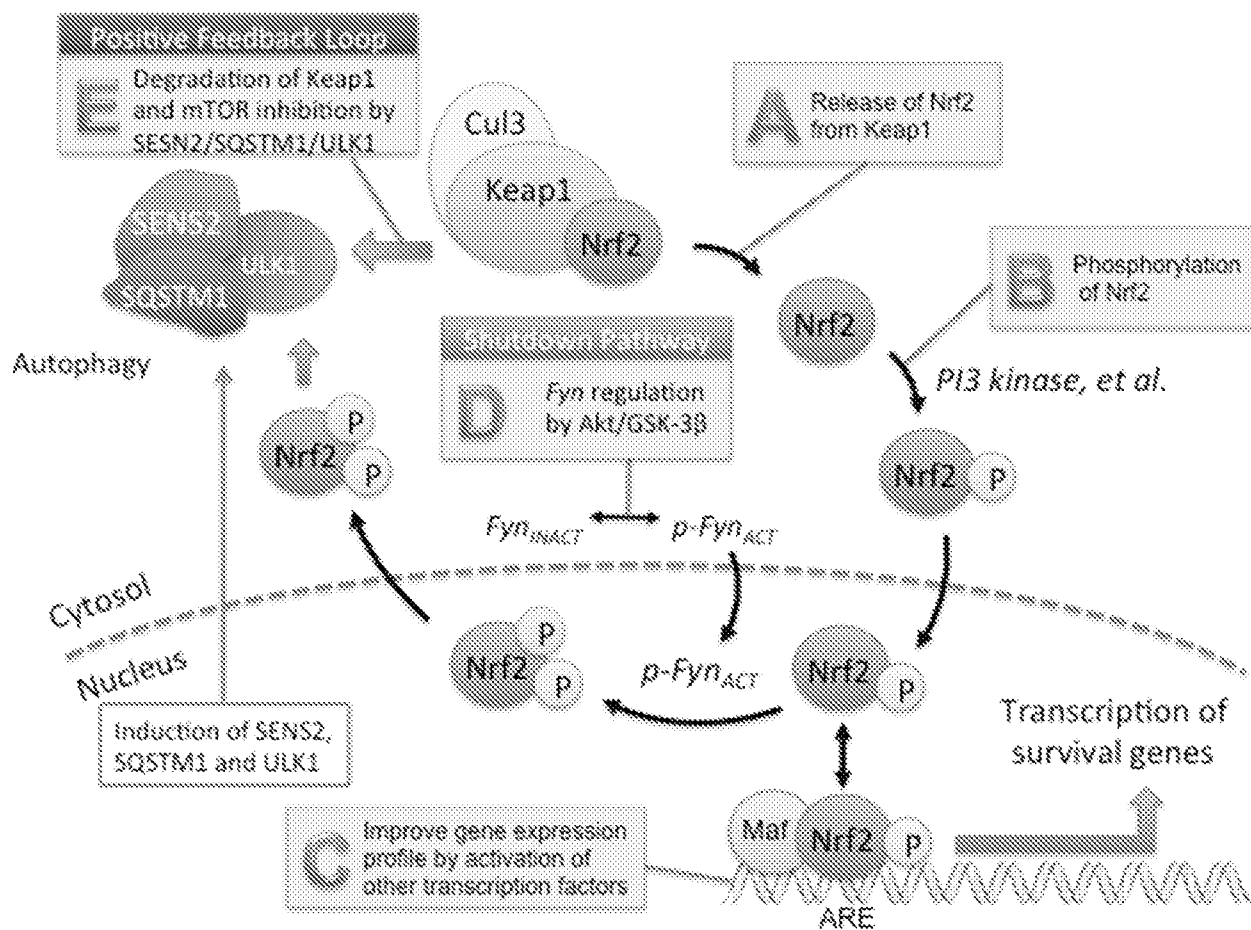 Positive Feedback Loop
E
Degradation of Keap1
and mTOR inhibition by
SESN2/SQSTM1/ULK1
Cul3
Keap1
Nrf2
A
Release of Nrf2
from Keap1
SENS2
ULK1
SQSTM1
Autophagy
Nrf2
B
Phosphorylation
of Nrf2
PI3 kinase, et al.
Shutdown Pathway
D
Fyn regulation
by Akt/GSK-3β
Nrf2
P
P
Nrf2
P
Fyn INACT
p-Fyn ACT
Cytosol
Nucleus
Nrf2
P
P
p-Fyn ACT
Nrf2
P
Induction of SENS2,
SQSTM1 and ULK1
Transcription of
survival genes
C
Improve gene expression
profile by activation of
other transcription factors
Maf
Nrf2
P
ARE